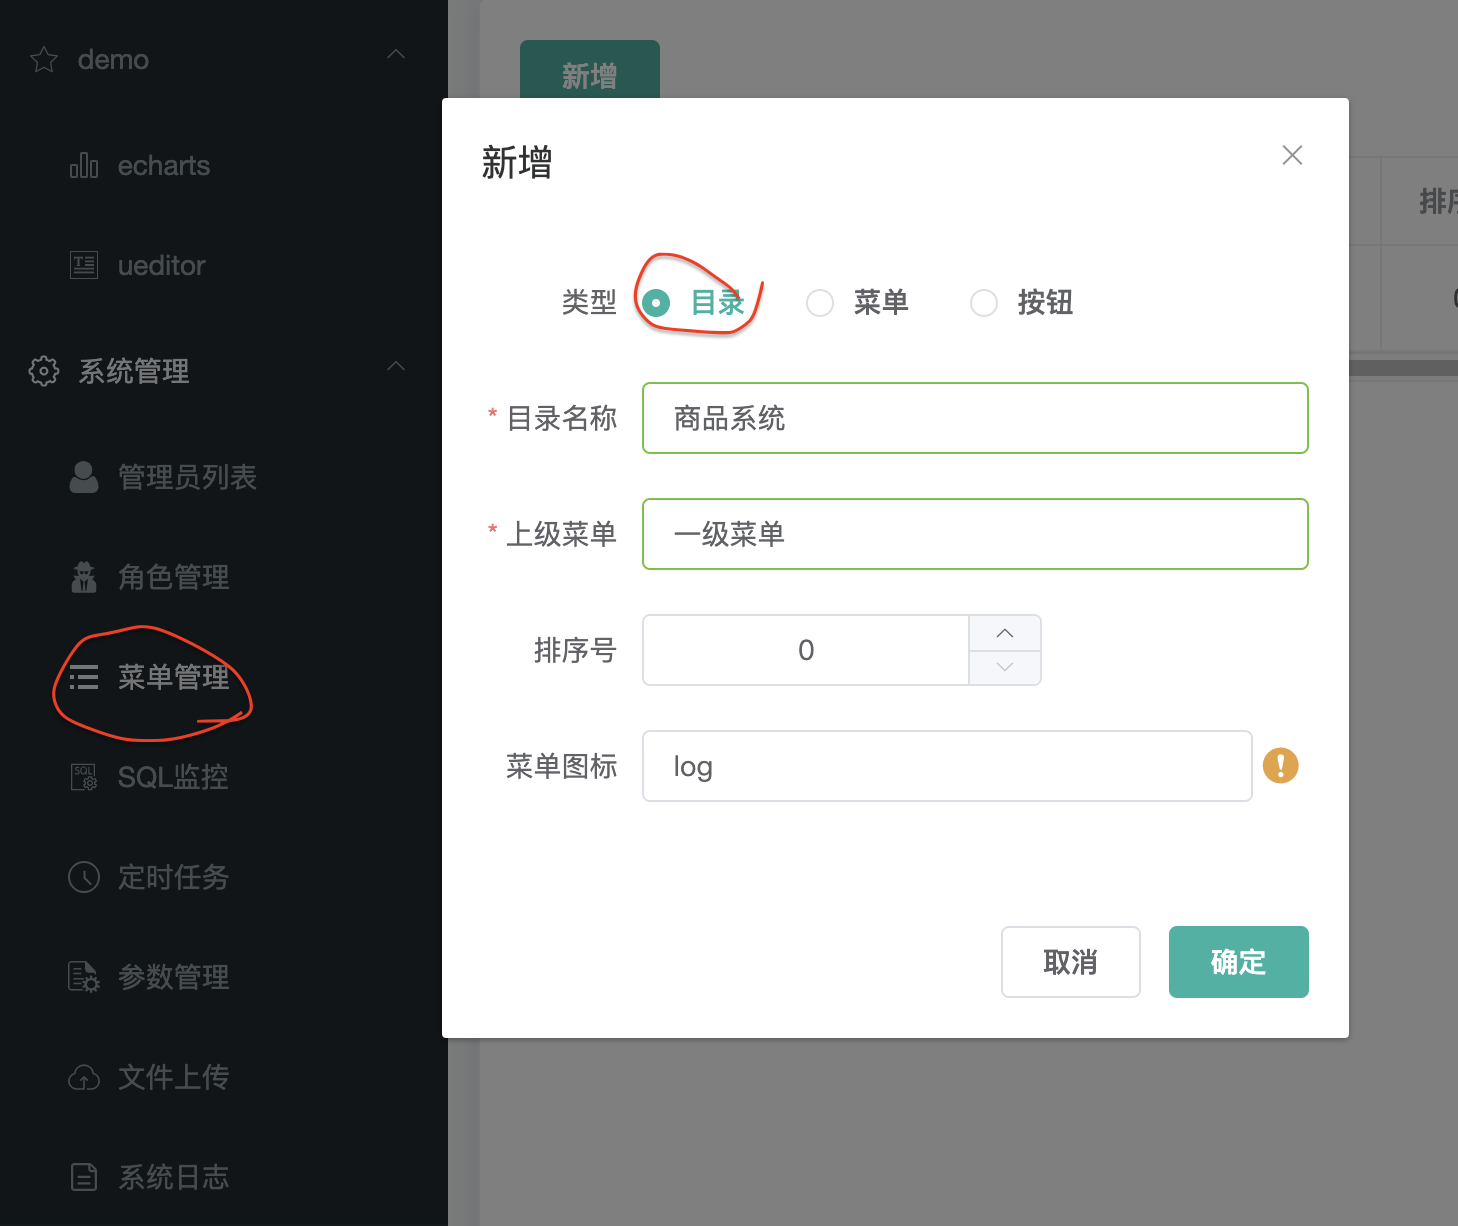 demo
echarts
ueditor
系统管理
管理员列表
角色管理
菜单管理
SQL监控
定时任务
参数管理
文件上传
系统日志
新增
新增
类型 目录 菜单 按钮
* 目录名称 商品系统
* 上级菜单 一级菜单
排序号 0
菜单图标 log
取消 确定